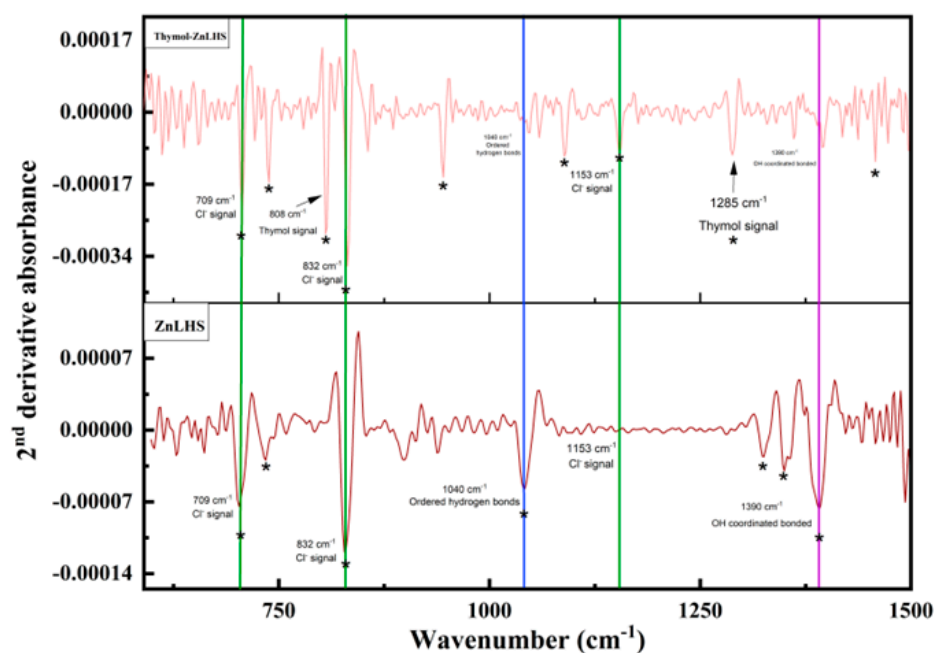 2nd derivative absorbance
Thymol-ZnLHS
0.00017
0.00000
-0.00017
-0.00034
709 cm-1
Cl- signal
*
*
808 cm-1
Thymol signal
*
832 cm-1
Cl- signal
*
*
1040 cm-1
Ordered
hydrogen bonds
*
1153 cm-1
Cl- signal
*
1285 cm-1
Thymol signal
*
1390 cm-1
OH coordinated bonded
*
ZnLHS
0.00007
0.00000
-0.00007
-0.00014
709 cm-1
Cl- signal
*
*
832 cm-1
Cl- signal
*
1040 cm-1
Ordered hydrogen bonds
*
1153 cm-1
Cl- signal
*
*
1390 cm-1
OH coordinated bonded
*
750
1000
1250
1500
Wavenumber (cm-1)